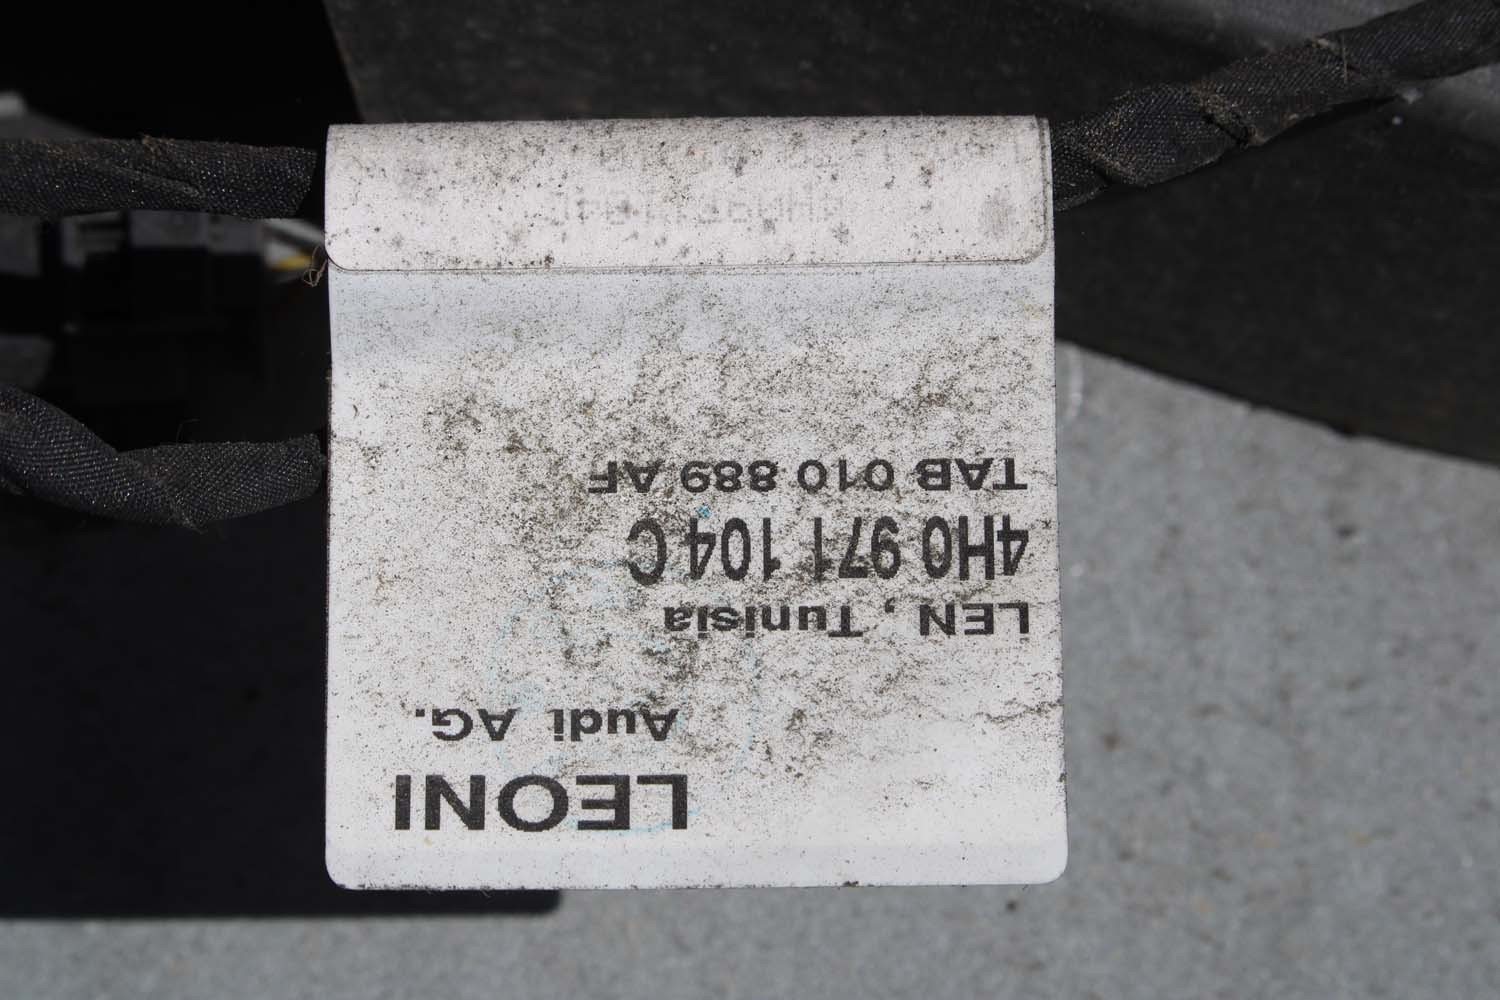 LEONI
Audi AG.
LEN , Tunisia
4H0 971 104 C
TAB 010 889 AF